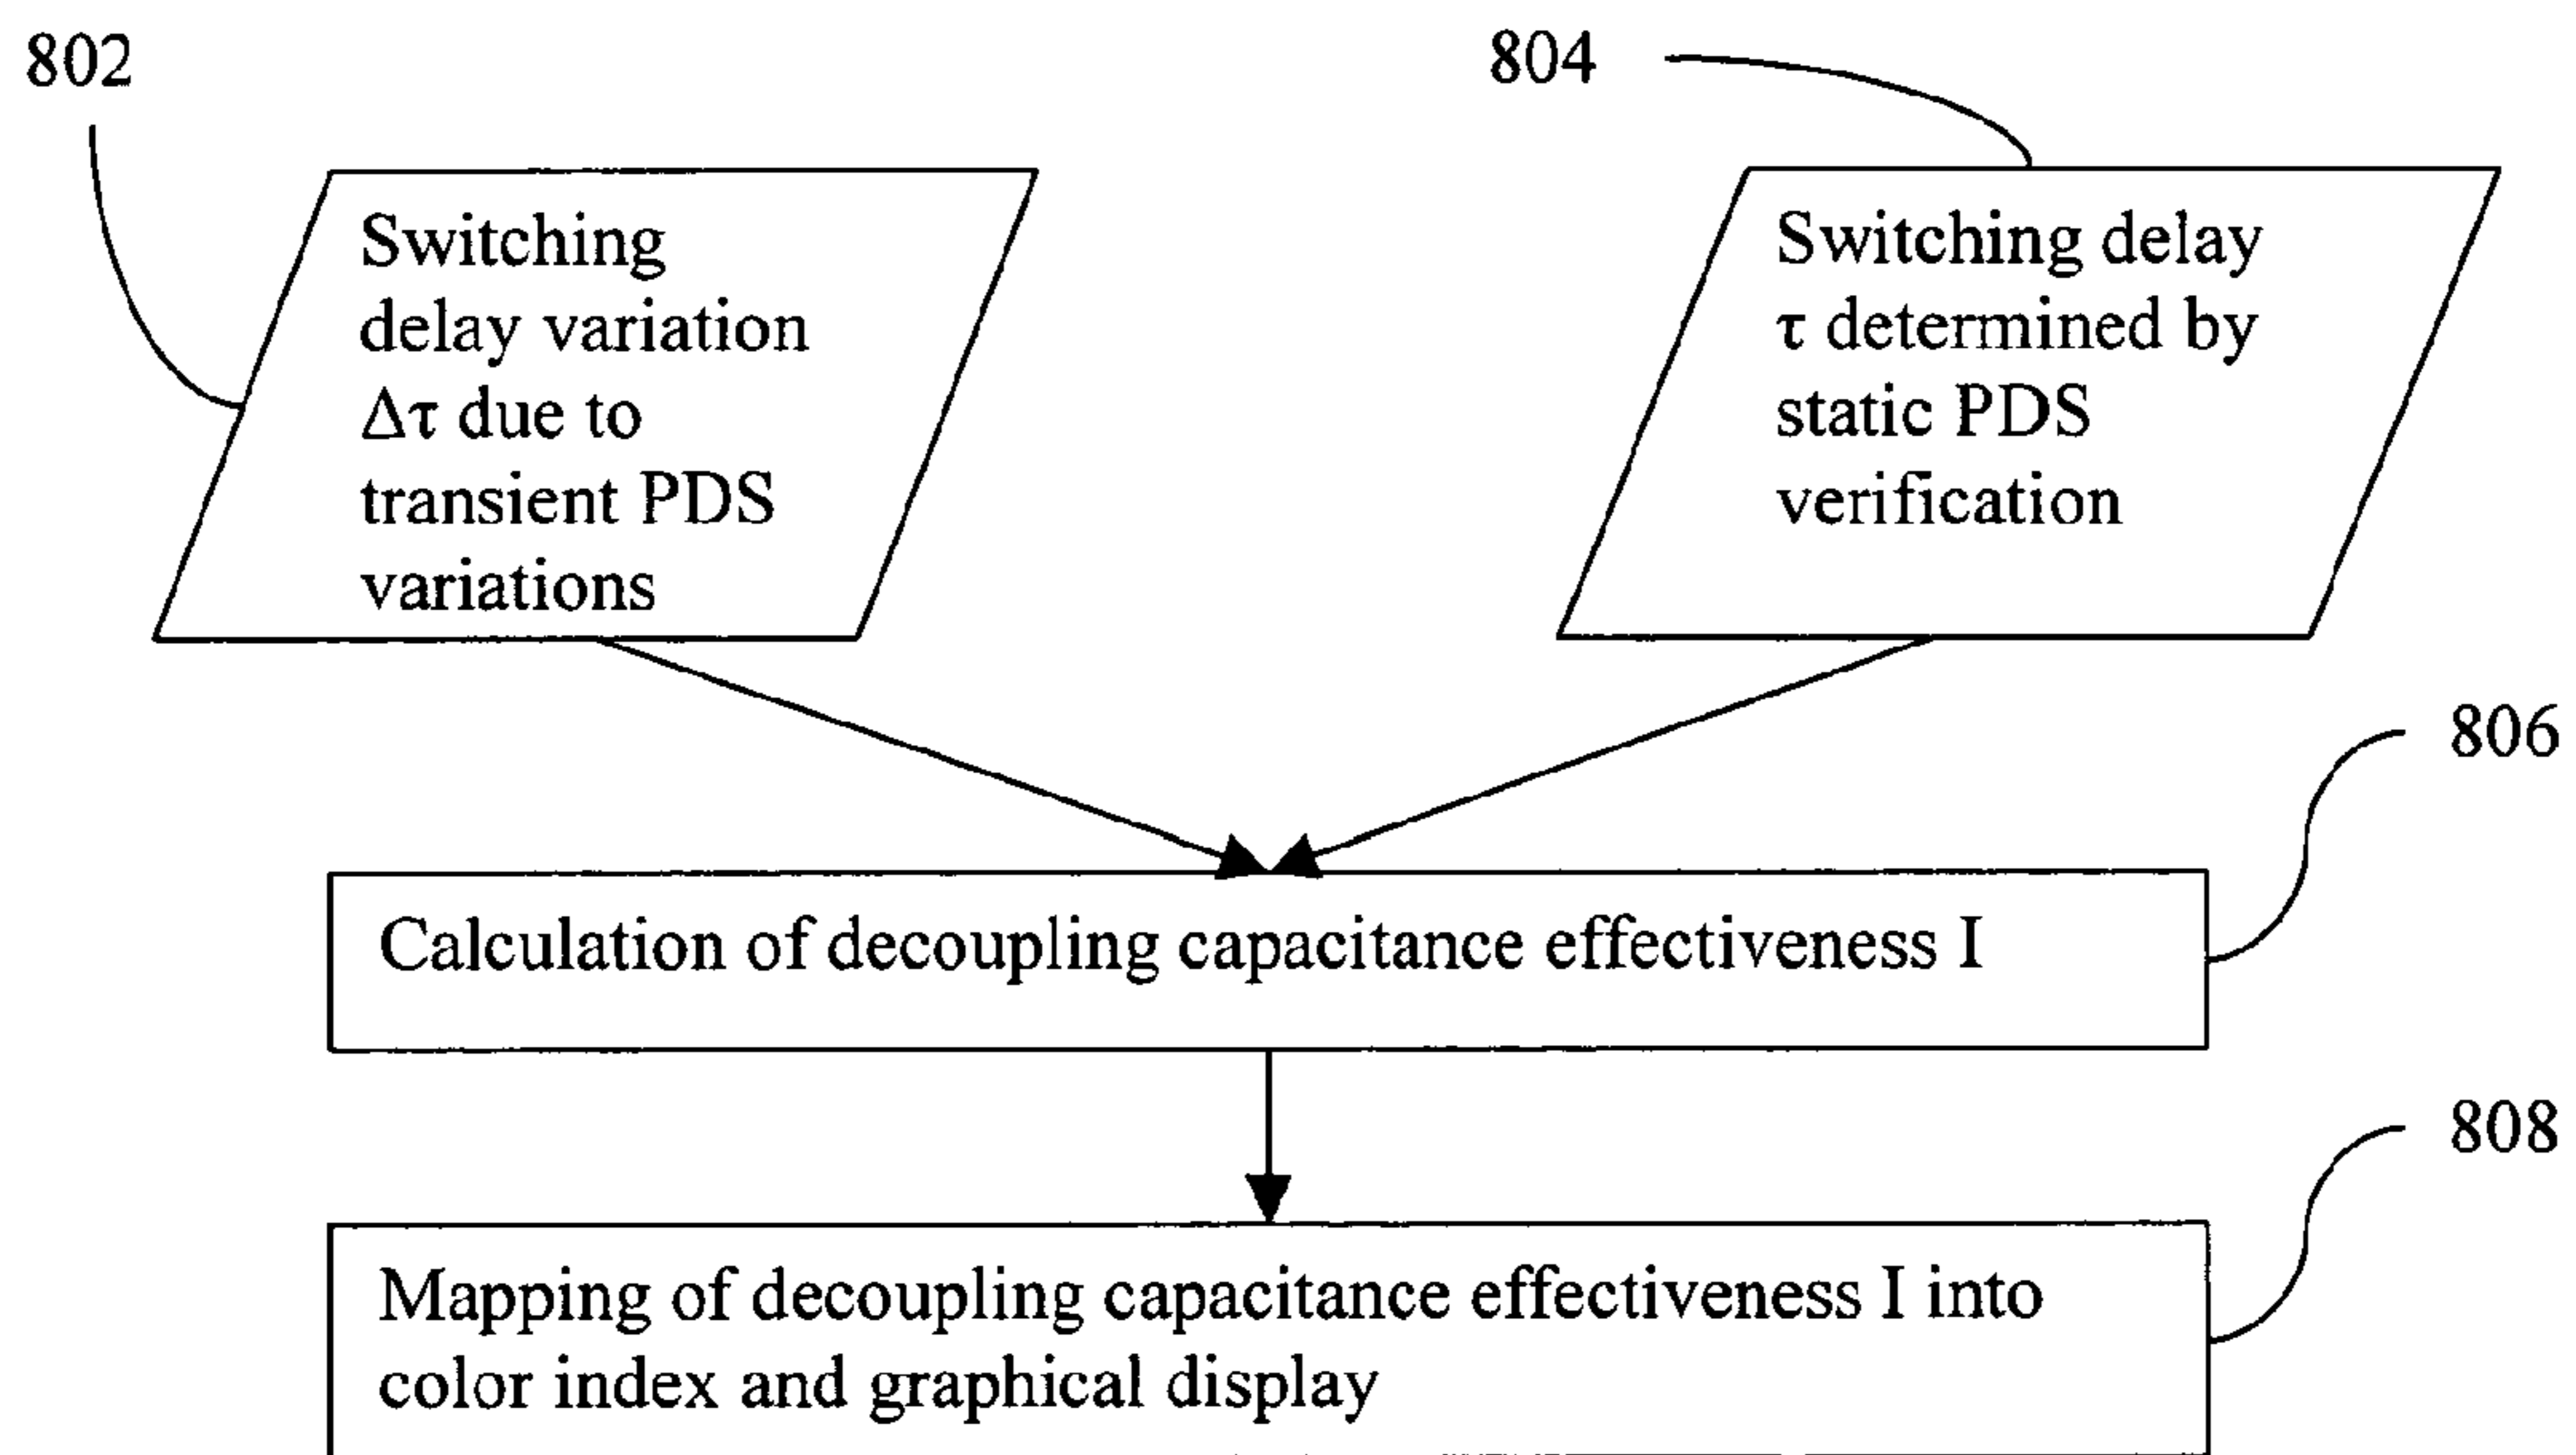 802
804
Switching
delay variation
Δτ due to
transient PDS
variations
Switching delay
τ determined by
static PDS
verification
806
Calculation of decoupling capacitance effectiveness I
808
Mapping of decoupling capacitance effectiveness I into
color index and graphical display